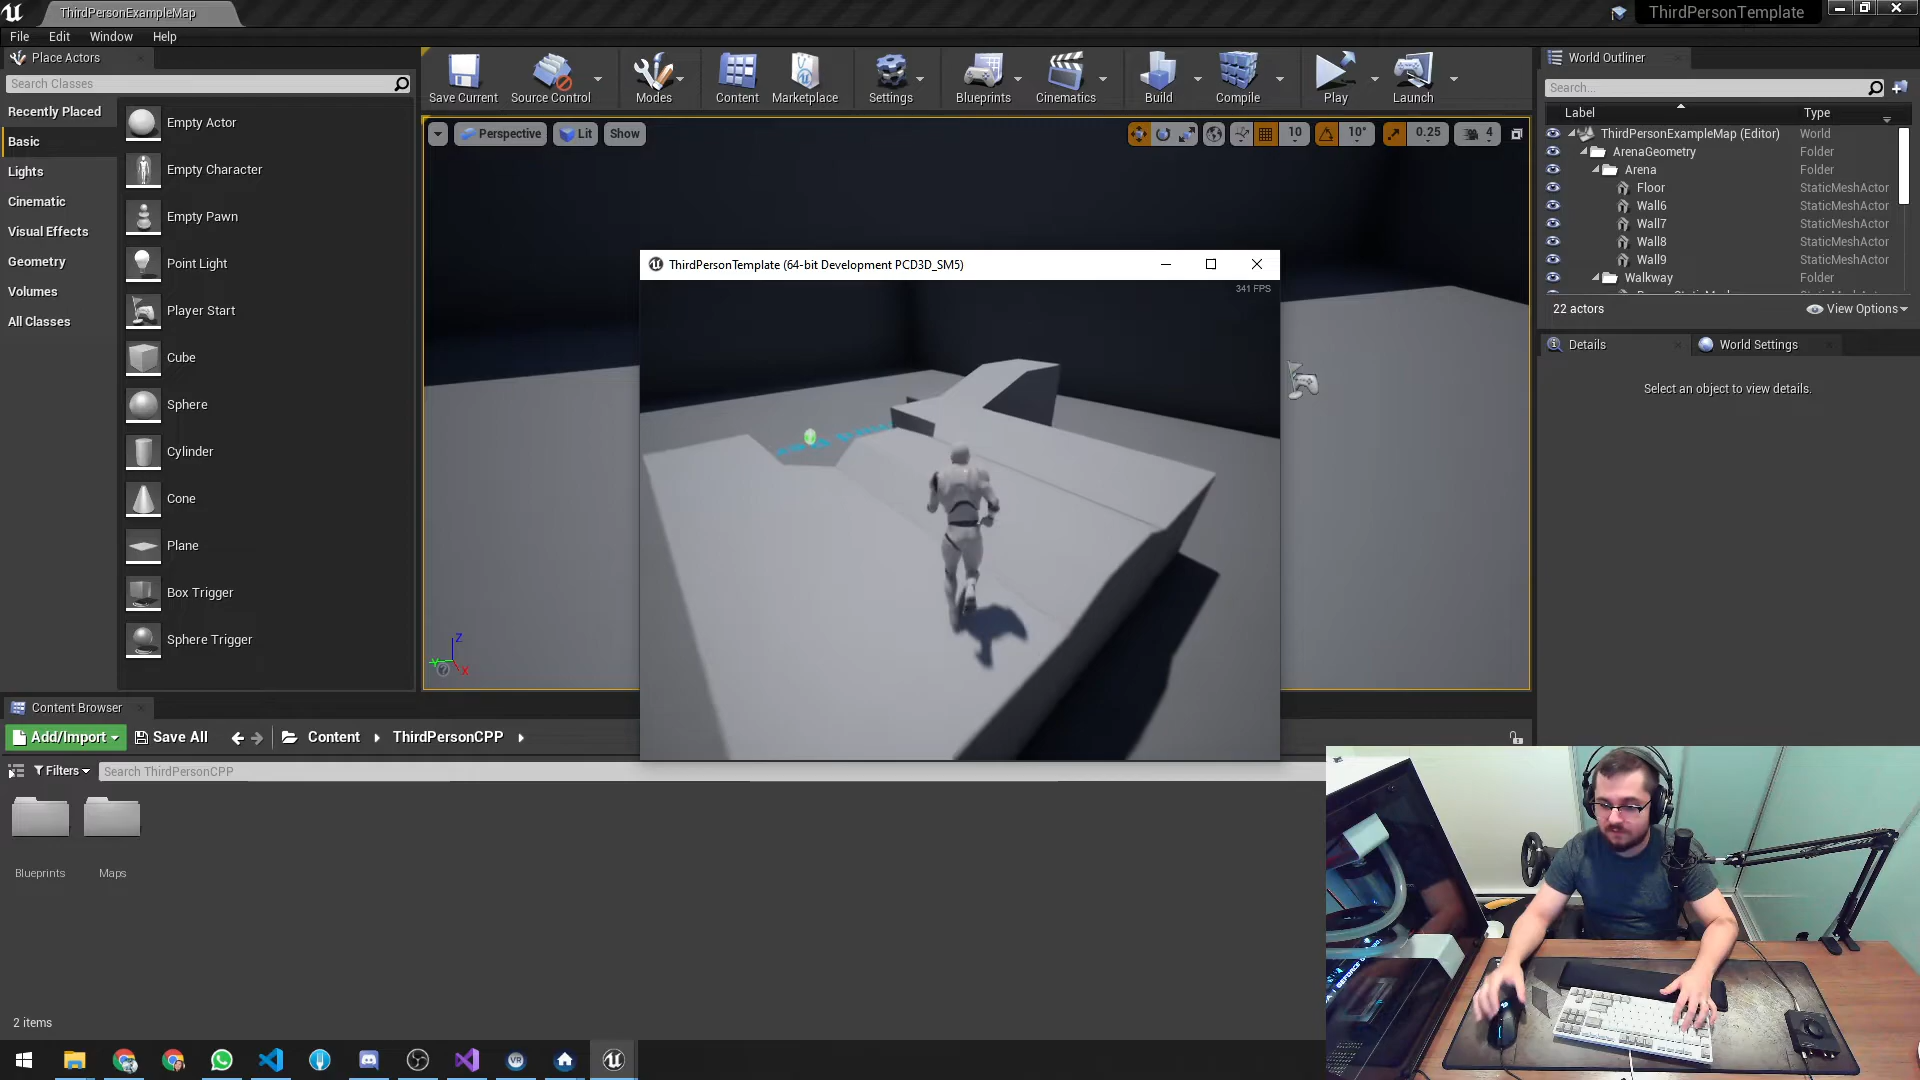 ThirdPersonExampleMap
ThirdPersonTemplate
File Edit Window Help
Place Actors
Search Classes
Recently Placed
Basic
Lights
Cinematic
Visual Effects
Geometry
Volumes
All Classes
Empty Actor
Empty Character
Empty Pawn
Point Light
Player Start
Cube
Sphere
Cylinder
Cone
Plane
Box Trigger
Sphere Trigger
Save Current
Source Control
Modes
Content
Marketplace
Settings
Blueprints
Cinematics
Build
Compile
Play
Launch
Perspective
Lit
Show
10
10°
0.25
4
ThirdPersonTemplate (64-bit Development PCD3D_SM5)
341 FPS
Z
Y
X
World Outliner
Search...
Label Type
ThirdPersonExampleMap (Editor) World
ArenaGeometry Folder
Arena Folder
Floor StaticMeshActor
Wall6 StaticMeshActor
Wall7 StaticMeshActor
Wall8 StaticMeshActor
Wall9 StaticMeshActor
Walkway Folder
22 actors
View Options
Details
World Settings
Select an object to view details.
Content Browser
Add/Import
Save All
Content
ThirdPersonCPP
Filters
Search ThirdPersonCPP
Blueprints
Maps
2 items
VR